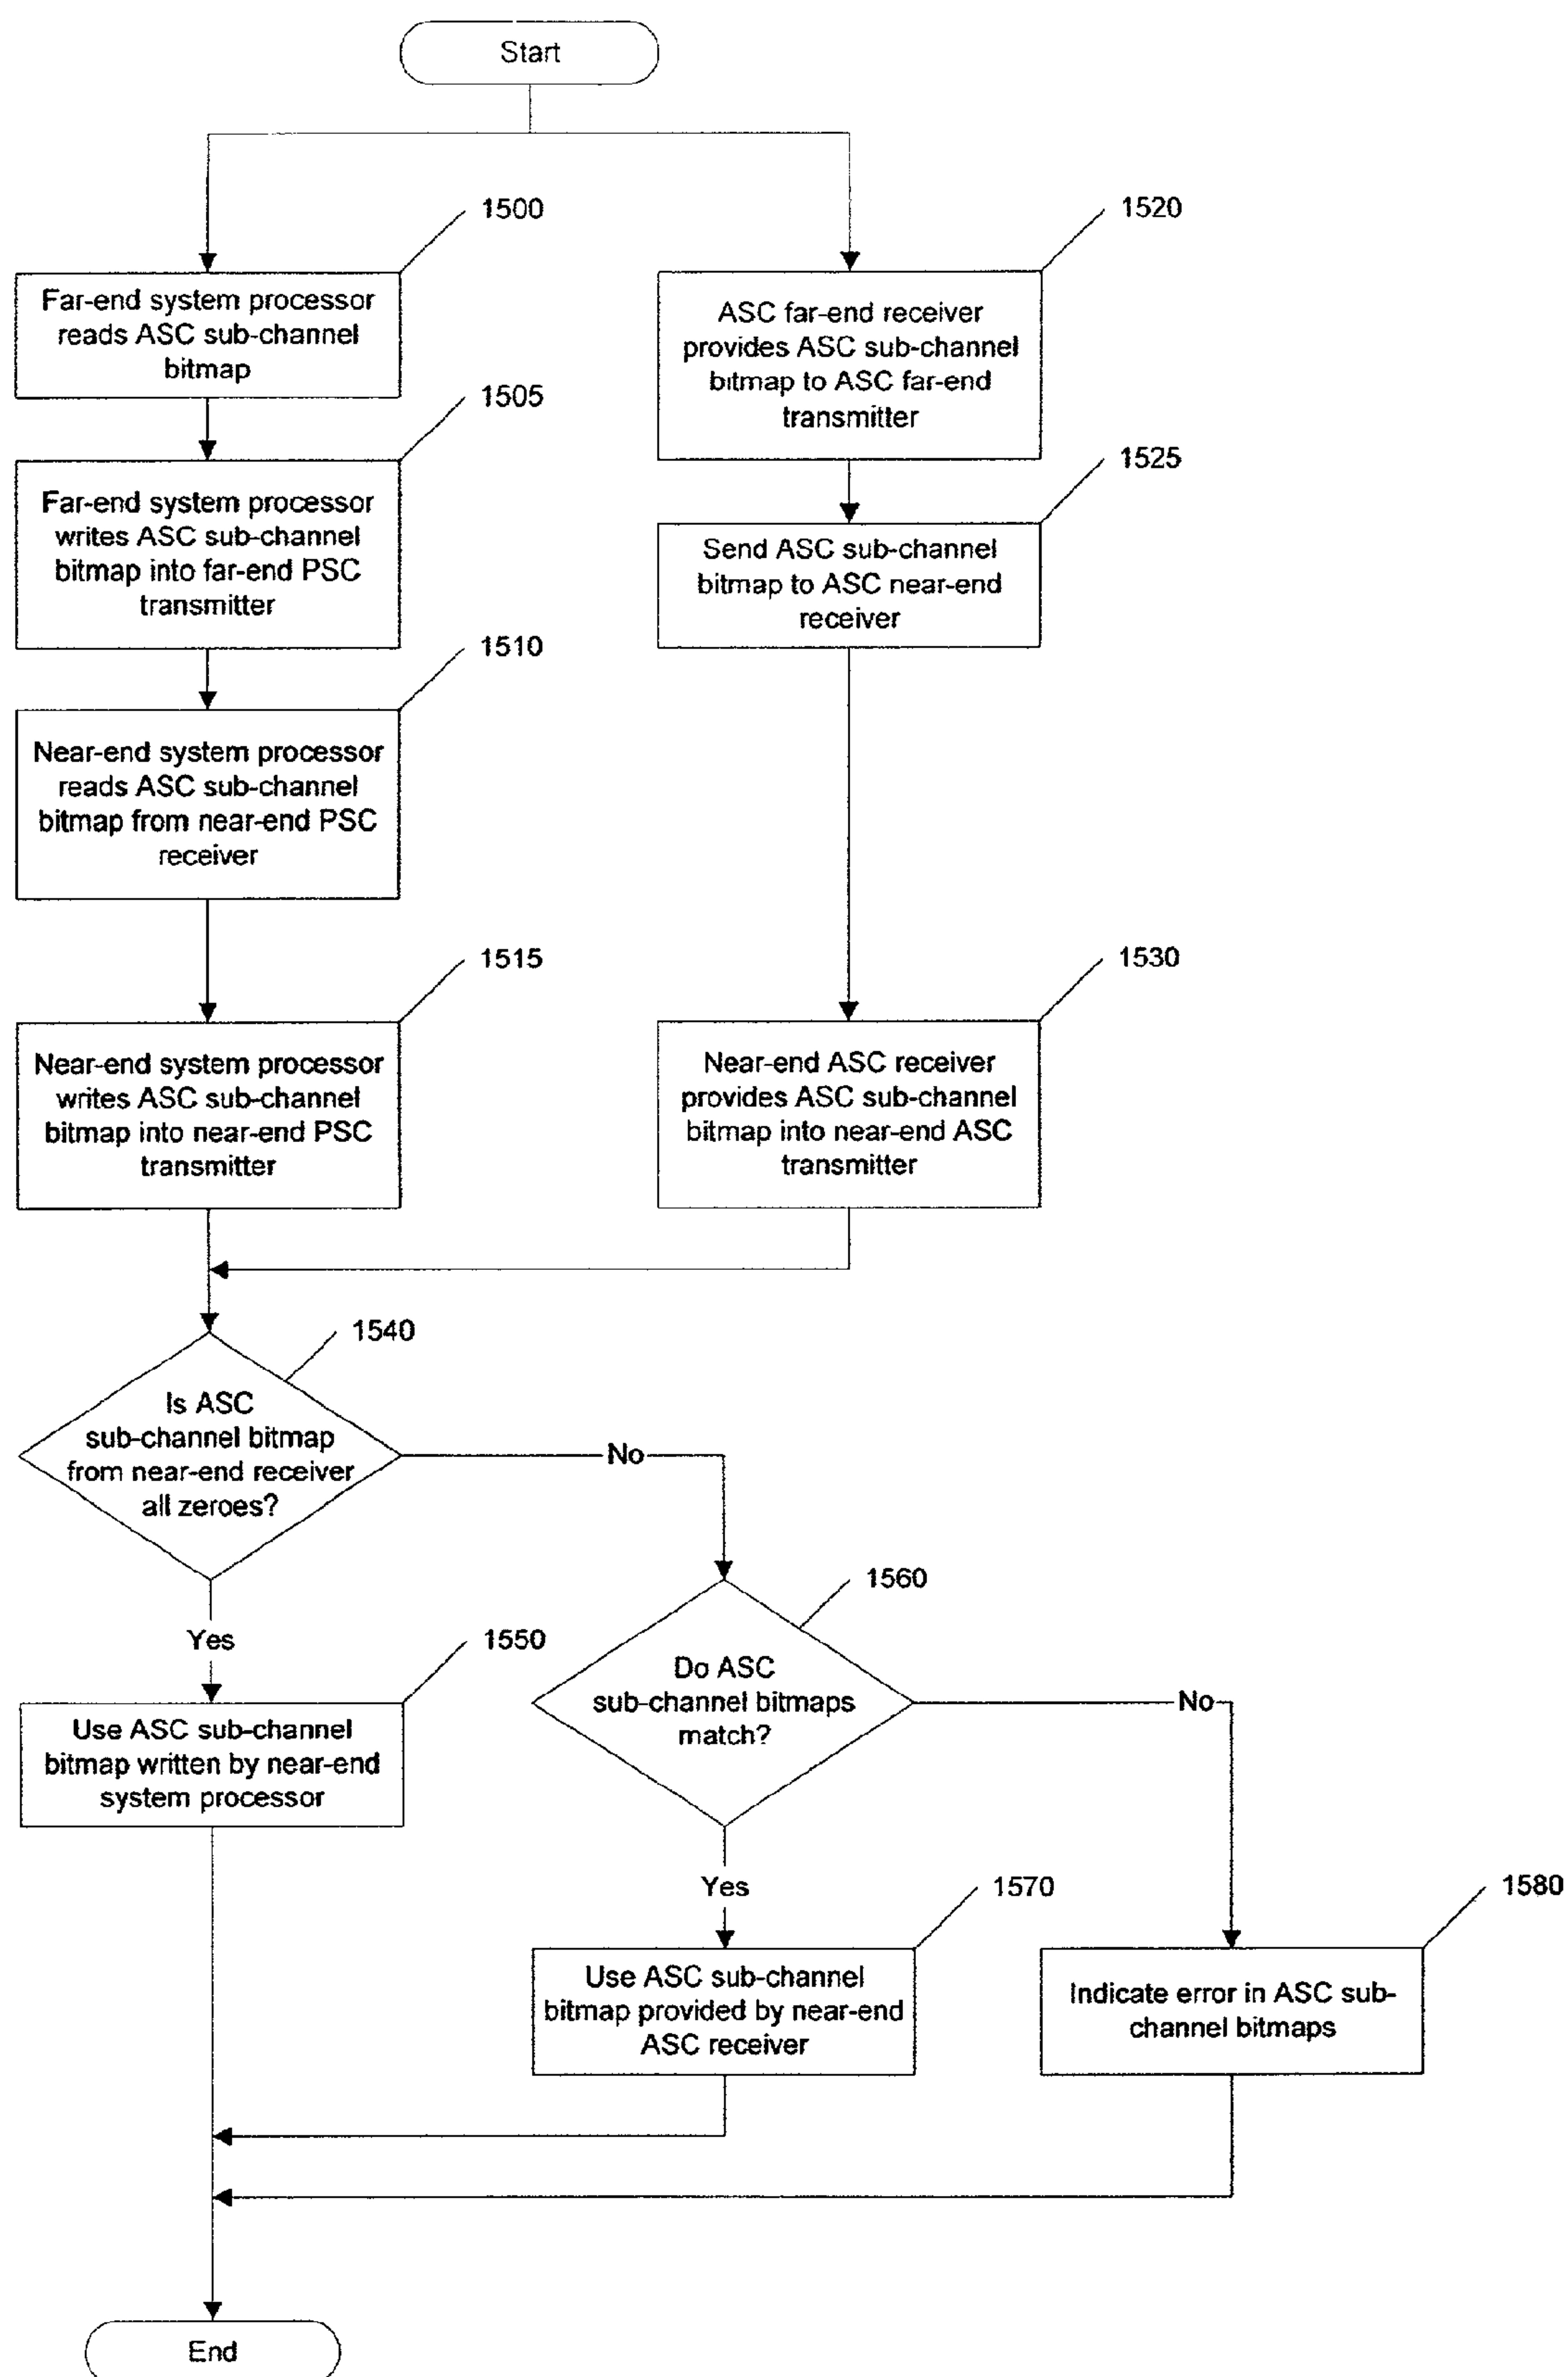 Start
1500
Far-end system processor
reads ASC sub-channel
bitmap
1505
Far-end system processor
writes ASC sub-channel
bitmap into far-end PSC
transmitter
1510
Near-end system processor
reads ASC sub-channel
bitmap from near-end PSC
receiver
1515
Near-end system processor
writes ASC sub-channel
bitmap into near-end PSC
transmitter
1520
ASC far-end receiver
provides ASC sub-channel
bitmap to ASC far-end
transmitter
1525
Send ASC sub-channel
bitmap to ASC near-end
receiver
1530
Near-end ASC receiver
provides ASC sub-channel
bitmap into near-end ASC
transmitter
1540
Is ASC
sub-channel bitmap
from near-end receiver
all zeroes?
No
Yes
1550
Use ASC sub-channel
bitmap written by near-end
system processor
1560
Do ASC
sub-channel bitmaps
match?
No
Yes
1570
Use ASC sub-channel
bitmap provided by near-end
ASC receiver
1580
Indicate error in ASC sub-
channel bitmaps
End